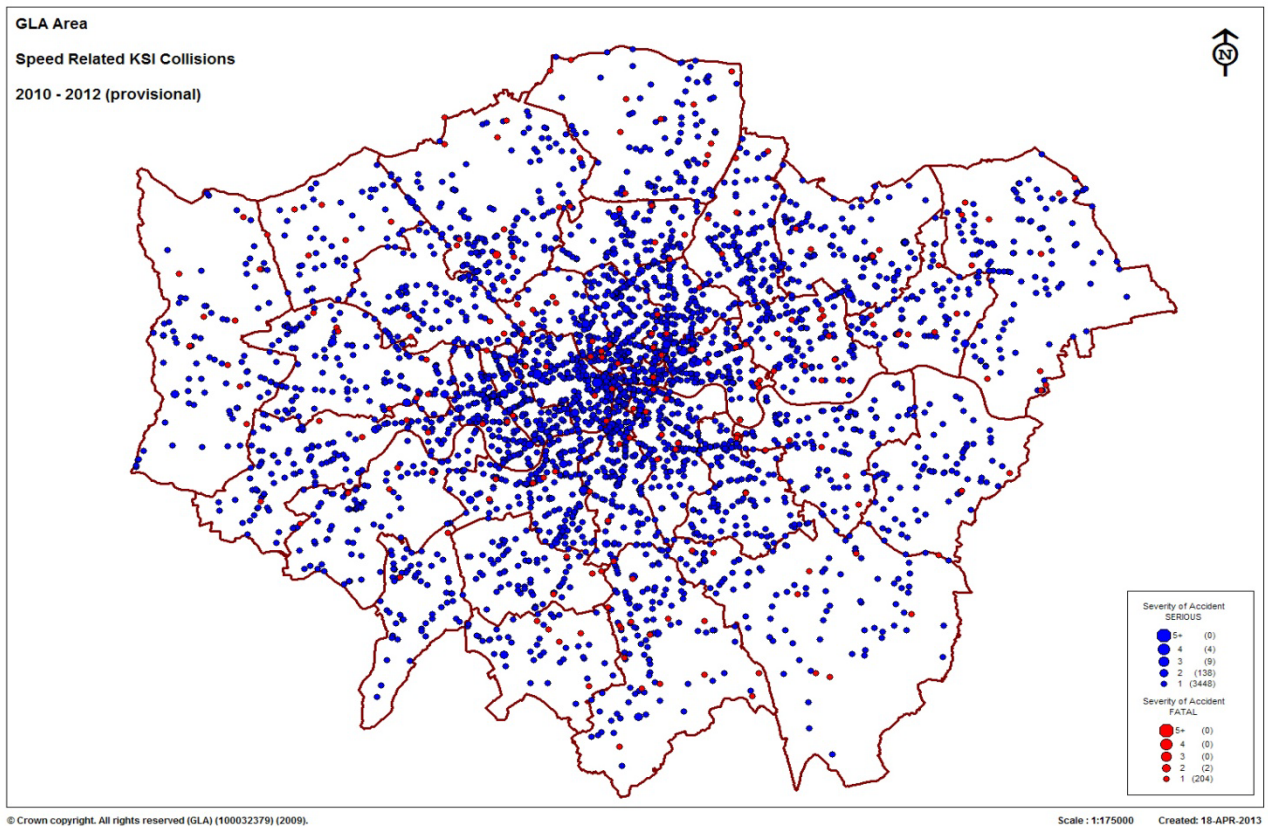 GLA Area
Speed Related KSI Collisions
2010 - 2012 (provisional)
N
Severity of Accident
SERIOUS
5+ (0)
4 (4)
3 (9)
2 (138)
1 (3448)
Severity of Accident
FATAL
5+ (0)
4 (0)
3 (0)
2 (2)
1 (204)
© Crown copyright. All rights reserved (GLA) (100032379) (2009).
Scale : 1:175000 Created: 18-APR-2013